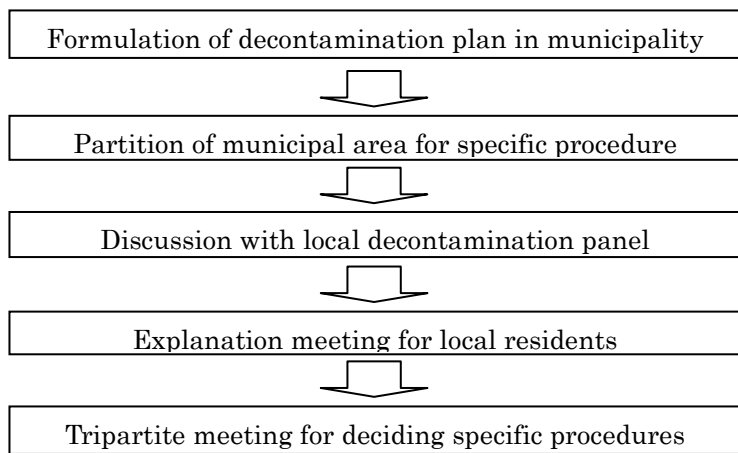 Formulation of decontamination plan in municipality
Partition of municipal area for specific procedure
Discussion with local decontamination panel
Explanation meeting for local residents
Tripartite meeting for deciding specific procedures